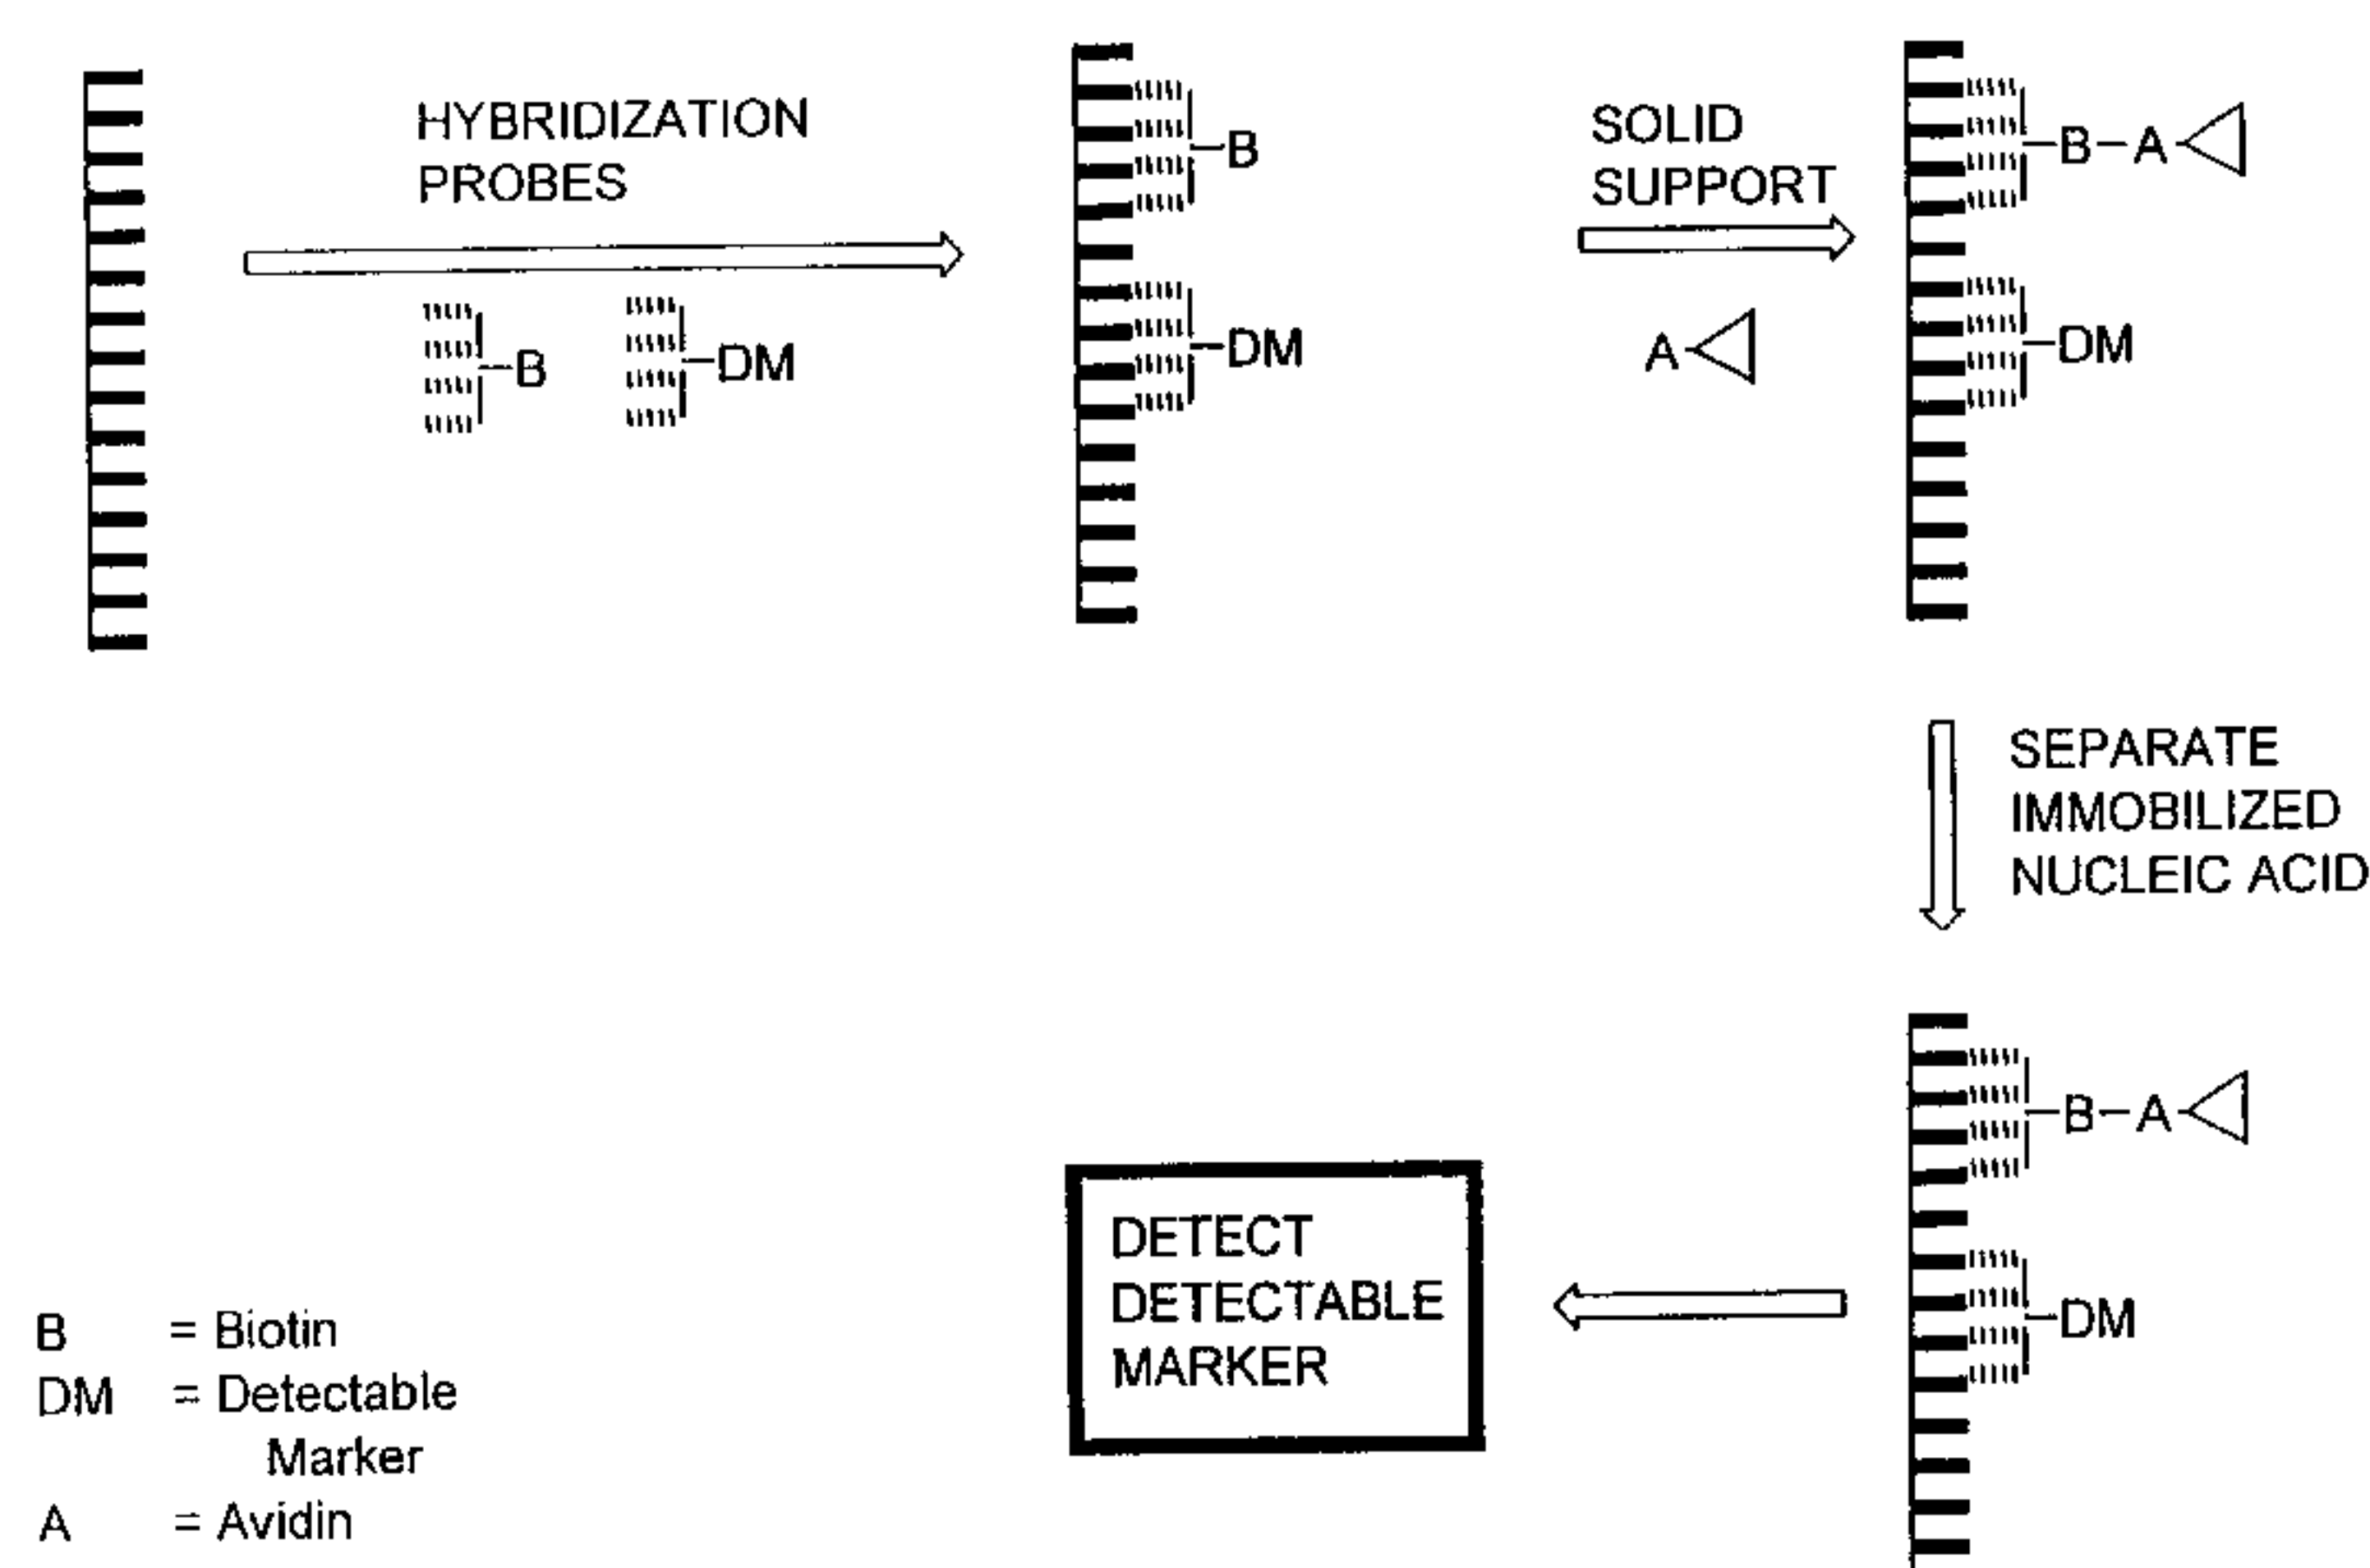 HYBRIDIZATION
PROBES
B
DM
B
DM
SOLID
SUPPORT
A
B-A
DM
SEPARATE
IMMOBILIZED
NUCLEIC ACID
B-A
DM
DETECT
DETECTABLE
MARKER
B = Biotin
DM = Detectable
Marker
A = Avidin